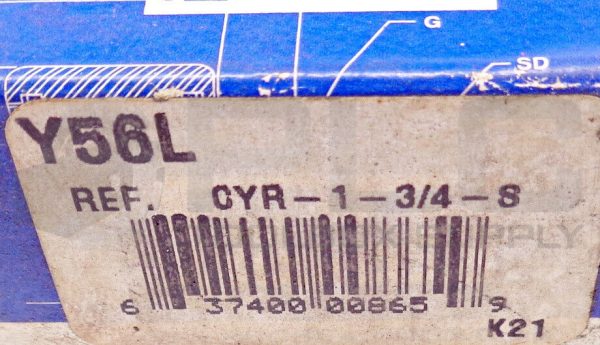 G
SD
Y56L
REF. CYR-1-3/4-S
6 37400 00865 9
K21